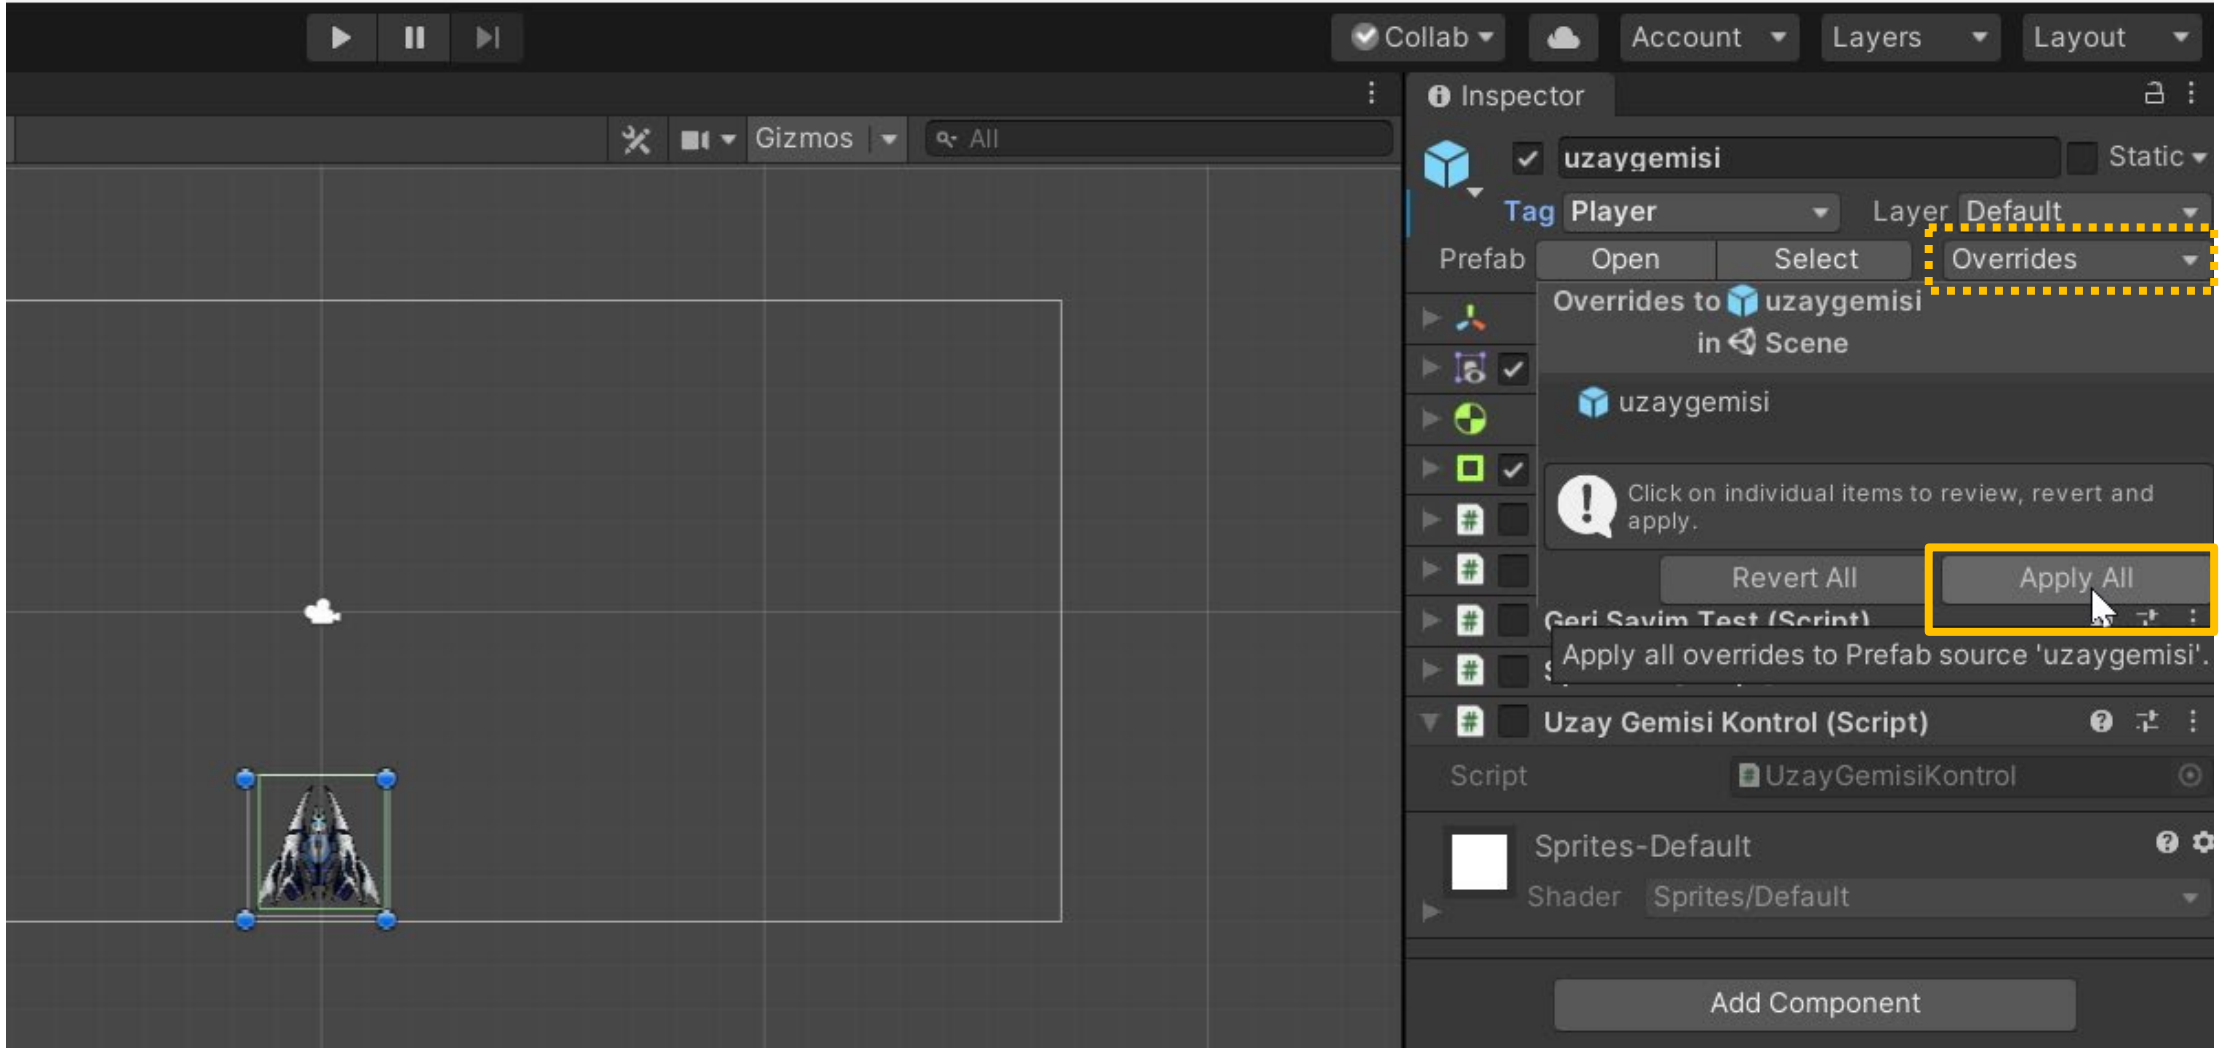 Collab
Account
Layers
Layout
Inspector
Gizmos
All
uzaygemisi
Static
Tag Player
Layer Default
Prefab Open Select Overrides
Overrides to uzaygemisi
in Scene
uzaygemisi
Click on individual items to review, revert and
apply.
Revert All
Apply All
Geri Sayim Test (Script)
Apply all overrides to Prefab source 'uzaygemisi'.
Uzay Gemisi Kontrol (Script)
Script UzayGemisiKontrol
Sprites-Default
Shader Sprites/Default
Add Component